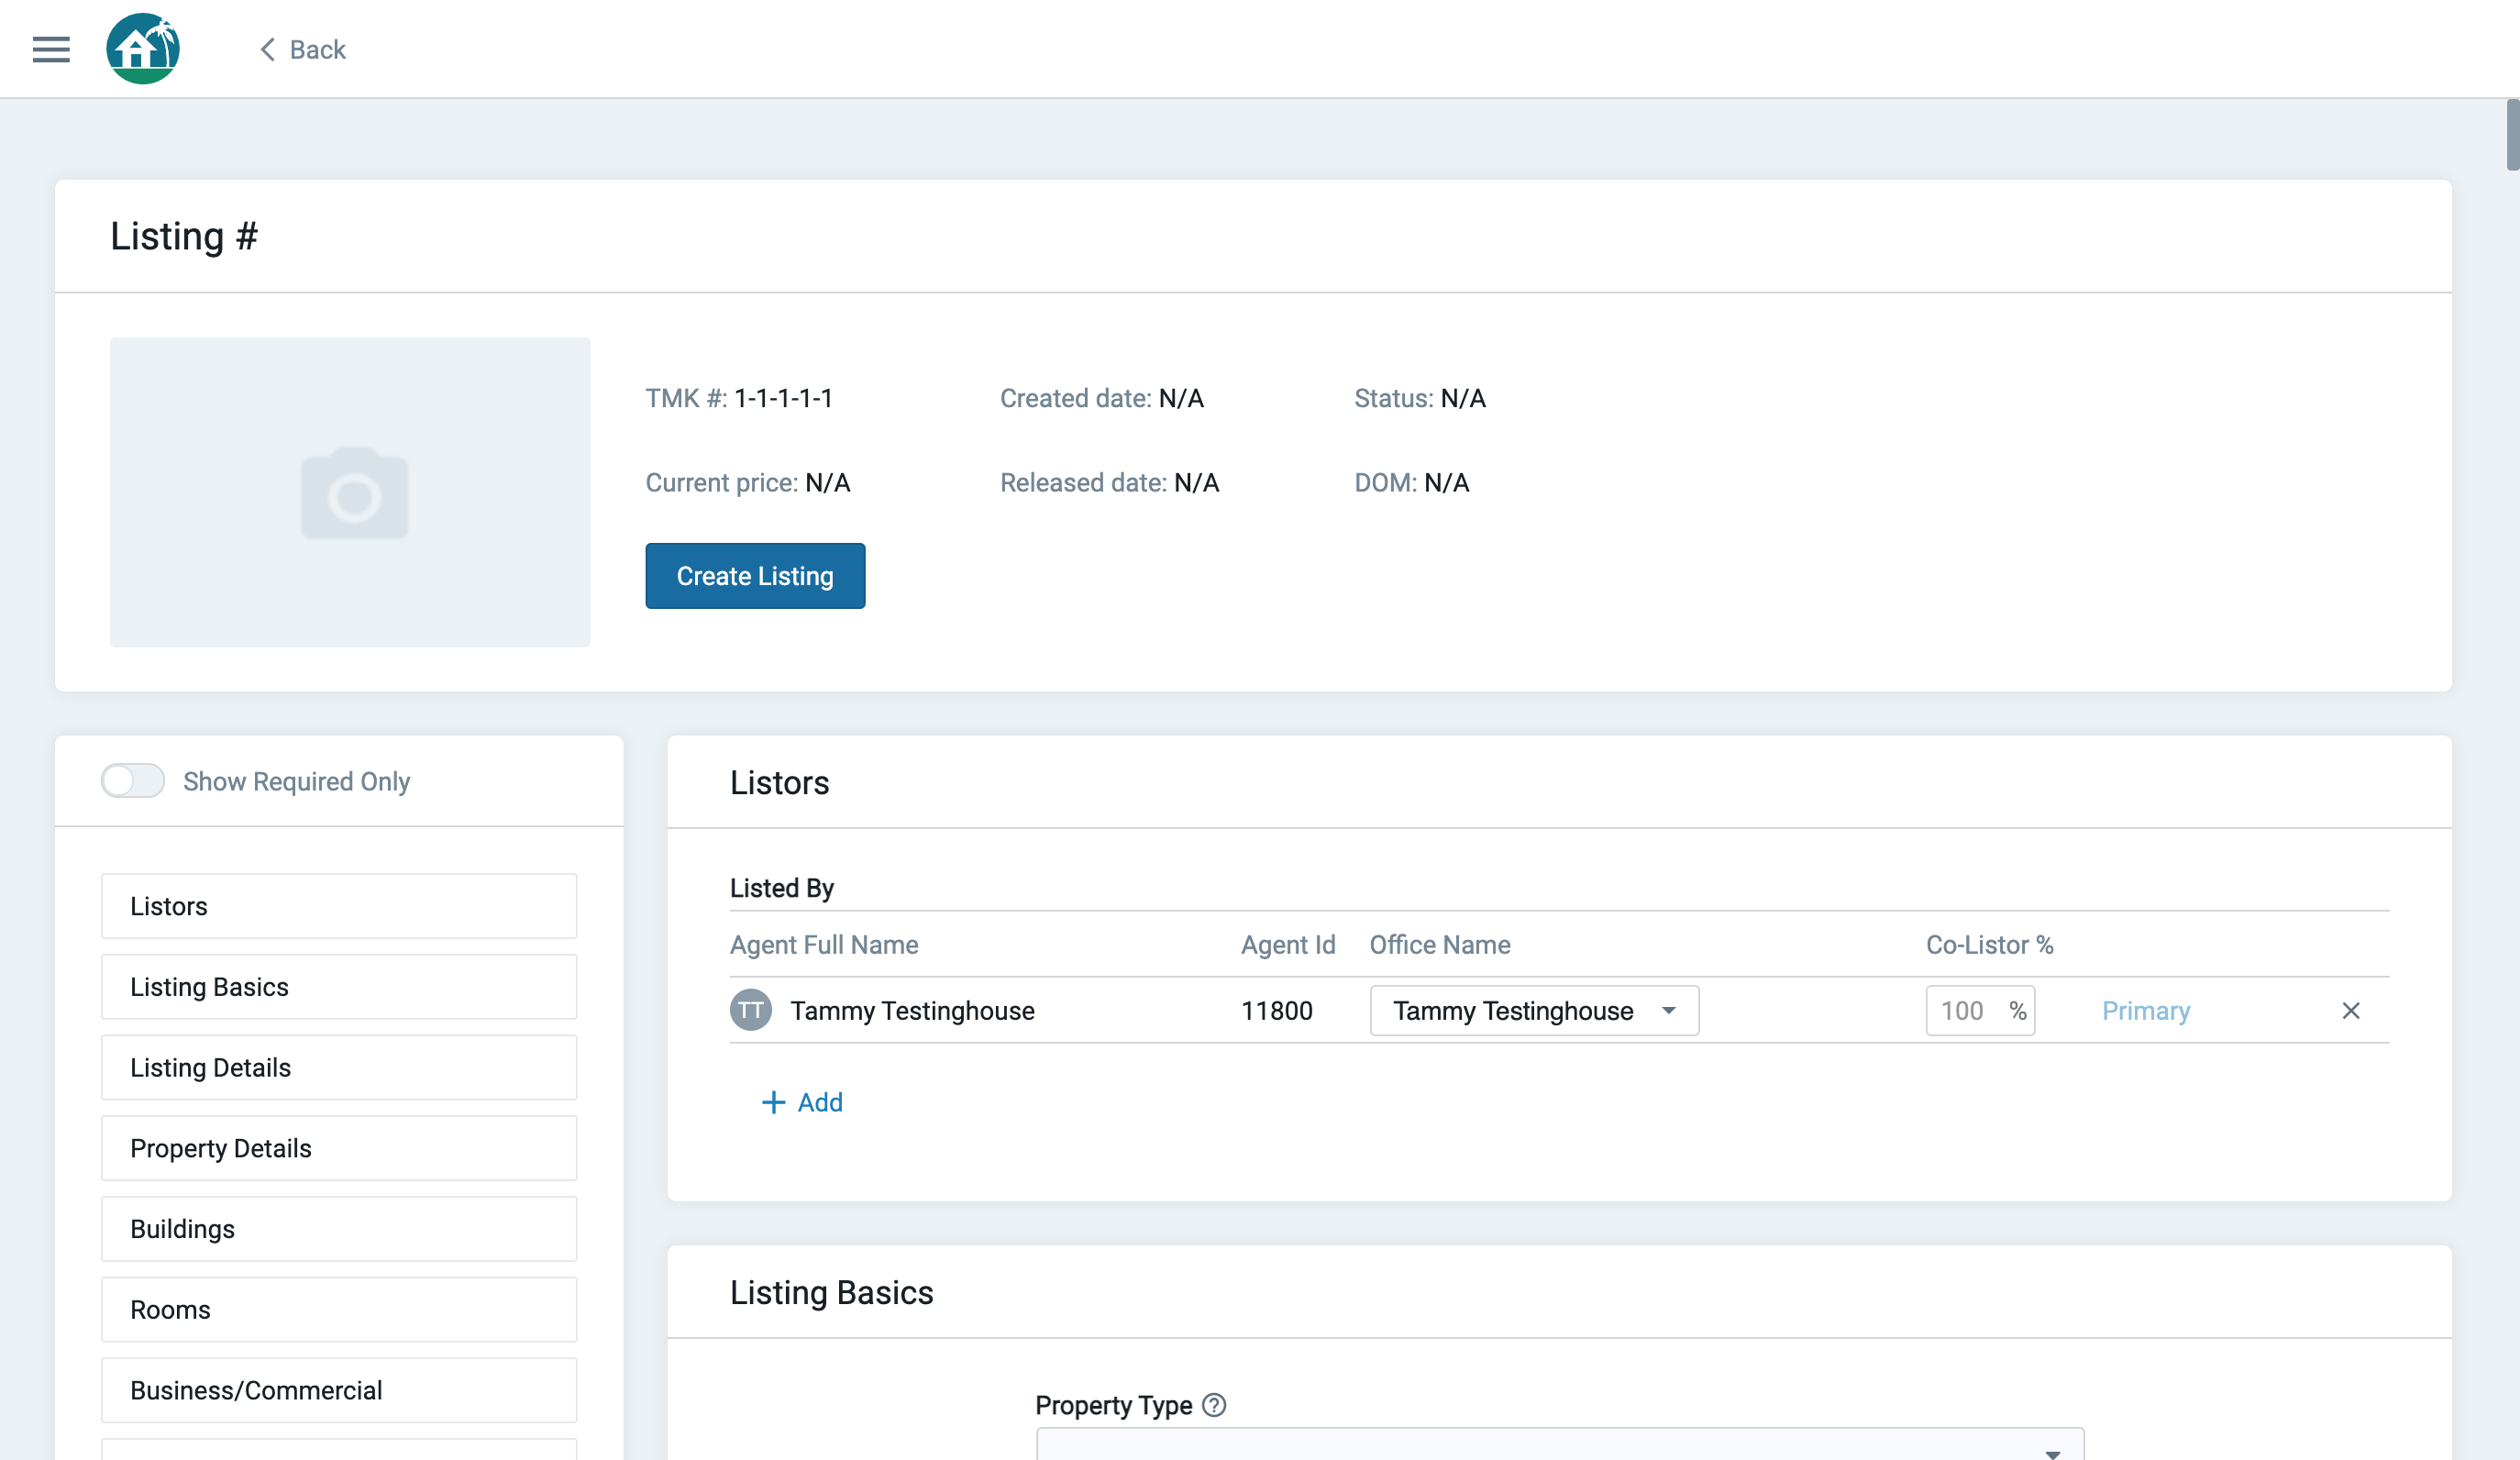 Back
Listing #
TMK #: 1-1-1-1-1 Created date: N/A Status: N/A
Current price: N/A Released date: N/A DOM: N/A
Create Listing
Show Required Only
Listors
Listing Basics
Listing Details
Property Details
Buildings
Rooms
Business/Commercial
Listors
Listed By
Agent Full Name Agent Id Office Name Co-Listor %
TT Tammy Testinghouse 11800 Tammy Testinghouse 100 % Primary
+ Add
Listing Basics
Property Type ?